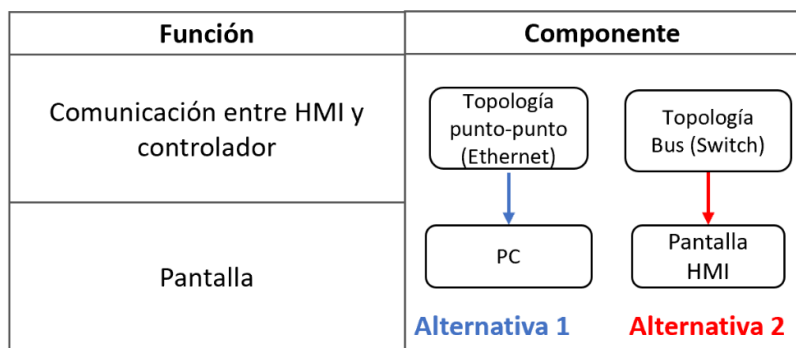 Función
Componente
Comunicación entre HMI y
controlador
Topología
punto-punto
(Ethernet)
Topología
Bus (Switch)
Pantalla
PC
Pantalla
HMI
Alternativa 1
Alternativa 2